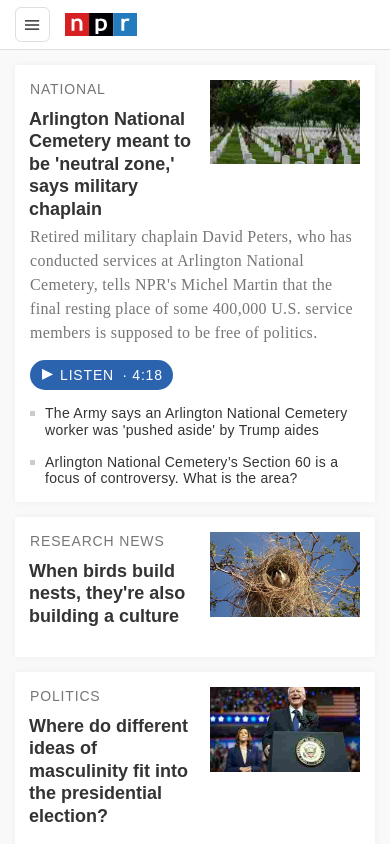 npr
NATIONAL
Arlington National
Cemetery meant to
be 'neutral zone,'
says military
chaplain
Retired military chaplain David Peters, who has
conducted services at Arlington National
Cemetery, tells NPR's Michel Martin that the
final resting place of some 400,000 U.S. service
members is supposed to be free of politics.
LISTEN · 4:18
The Army says an Arlington National Cemetery
worker was 'pushed aside' by Trump aides
Arlington National Cemetery's Section 60 is a
focus of controversy. What is the area?
RESEARCH NEWS
When birds build
nests, they're also
building a culture
POLITICS
Where do different
ideas of
masculinity fit into
the presidential
election?